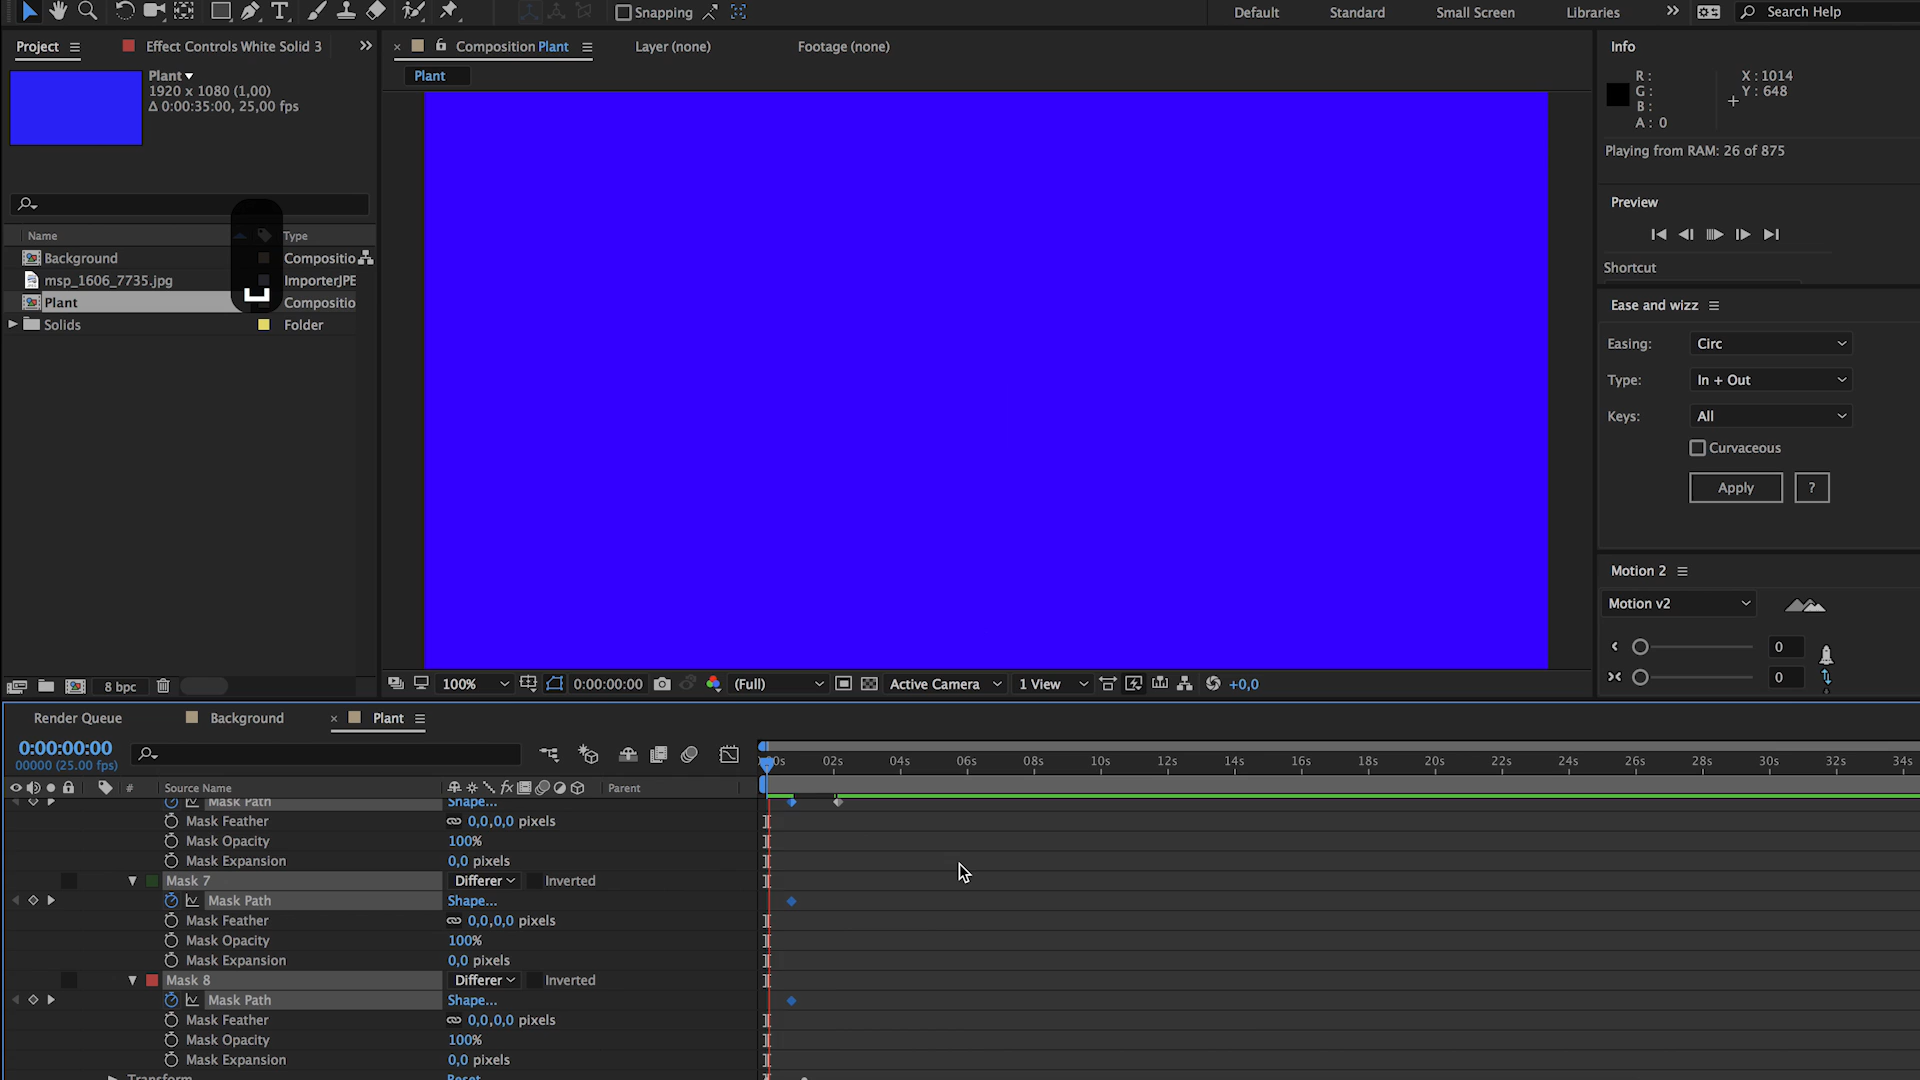 Snapping
Default
Standard
Small Screen
Libraries
Search Help
Project
Effect Controls White Solid 3
Composition Plant
Layer (none)
Footage (none)
Info
Plant
1920 x 1080 (1,00)
Δ 0:00:35:00, 25,00 fps
Plant
R :
G :
B :
A : 0
X : 1014
Y : 648
Playing from RAM: 26 of 875
Preview
Shortcut
Name
Type
Background
Compositio
msp_1606_7735.jpg
ImporterJPE
Plant
Compositio
Solids
Folder
Ease and wizz
Easing:
Circ
Type:
In + Out
Keys:
All
Curvaceous
Apply
?
Motion 2
Motion v2
0
0
8 bpc
100%
0:00:00:00
(Full)
Active Camera
1 View
+0,0
Render Queue
Background
Plant
0:00:00:00
00000 (25.00 fps)
02s
04s
06s
08s
10s
12s
14s
16s
18s
20s
22s
24s
26s
28s
30s
32s
34s
# Source Name
Parent
Mask Path
Shape...
Mask Feather
0,0,0,0 pixels
Mask Opacity
100%
Mask Expansion
0,0 pixels
Mask 7
Differer
Inverted
Mask Path
Shape...
Mask Feather
0,0,0,0 pixels
Mask Opacity
100%
Mask Expansion
0,0 pixels
Mask 8
Differer
Inverted
Mask Path
Shape...
Mask Feather
0,0,0,0 pixels
Mask Opacity
100%
Mask Expansion
0,0 pixels
Transform
Reset